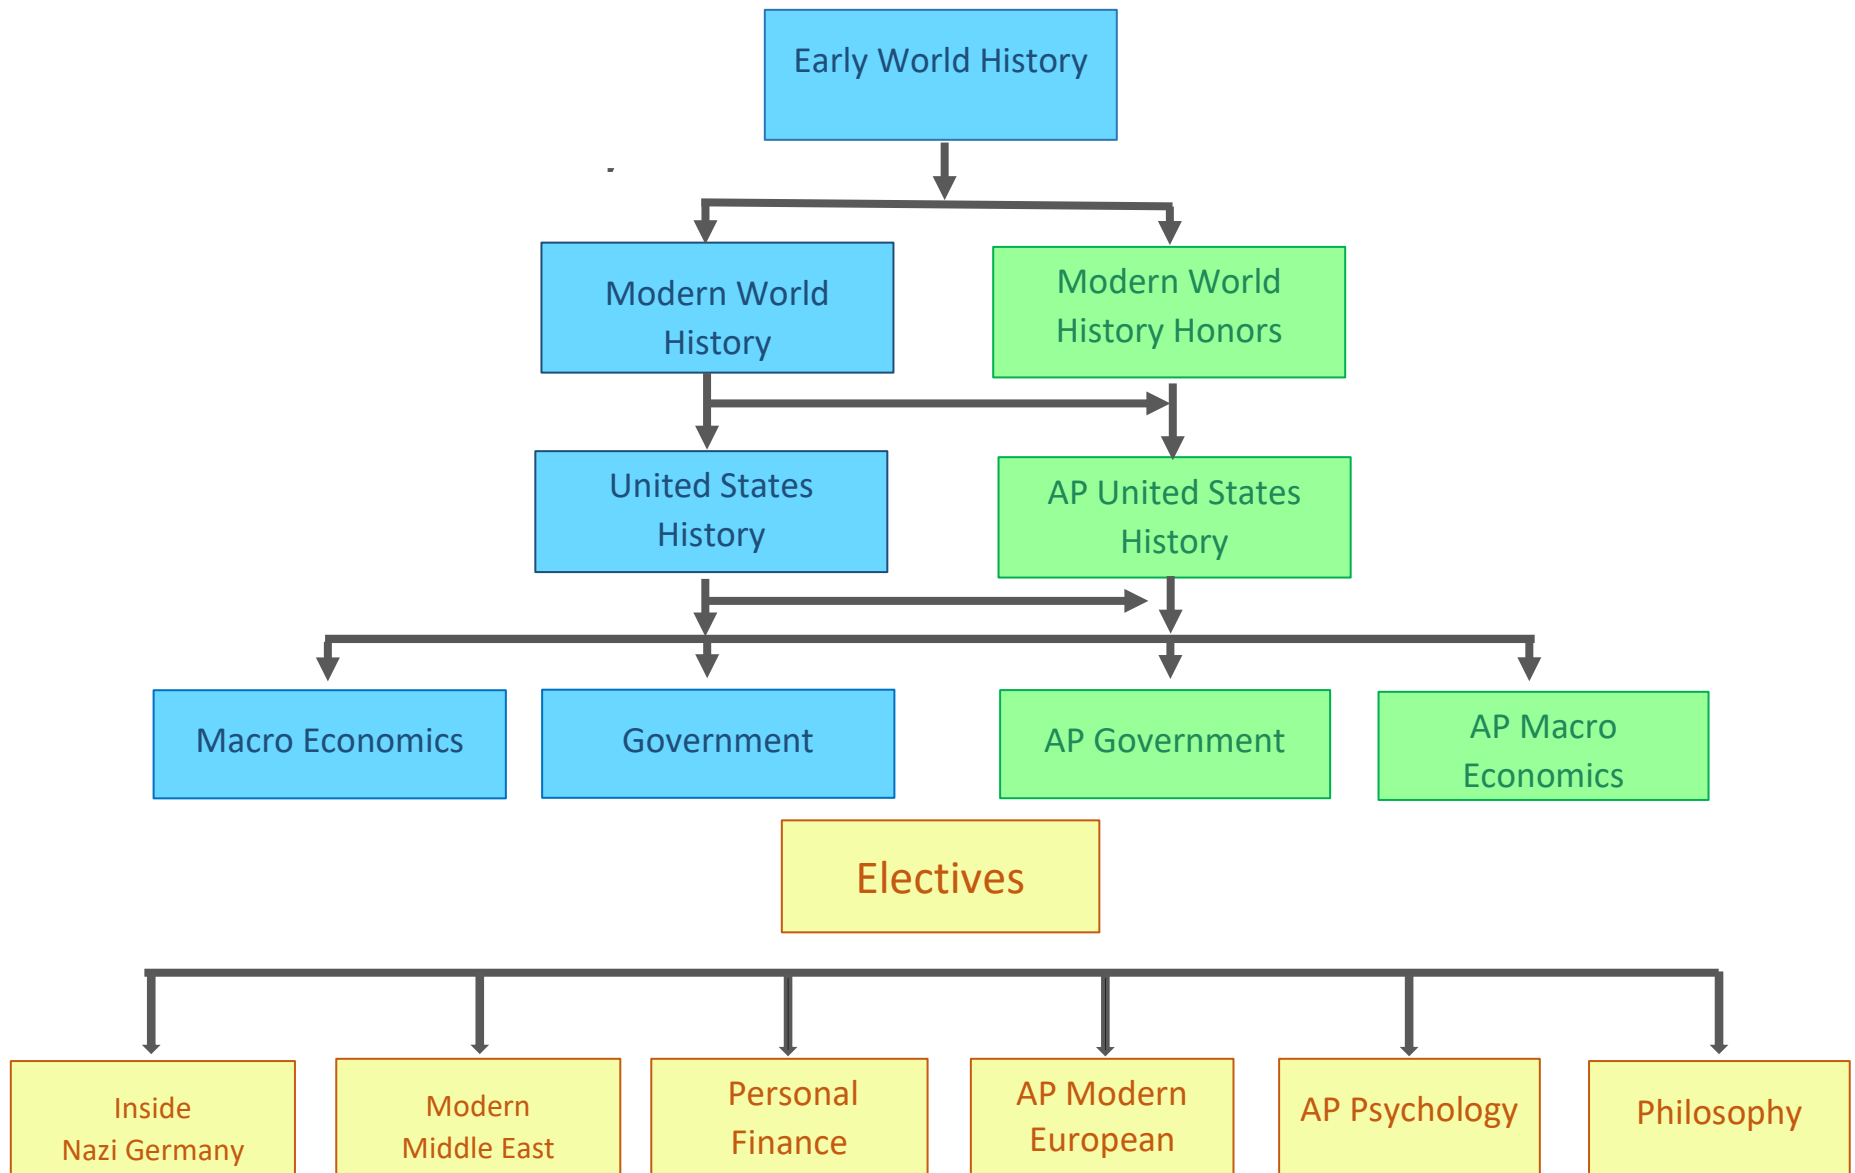 Early World History
Modern World
History
Modern World
History Honors
United States
History
AP United States
History
Macro Economics
Government
AP Government
AP Macro
Economics
Electives
Inside
Nazi Germany
Modern
Middle East
Personal
Finance
AP Modern
European
AP Psychology
Philosophy